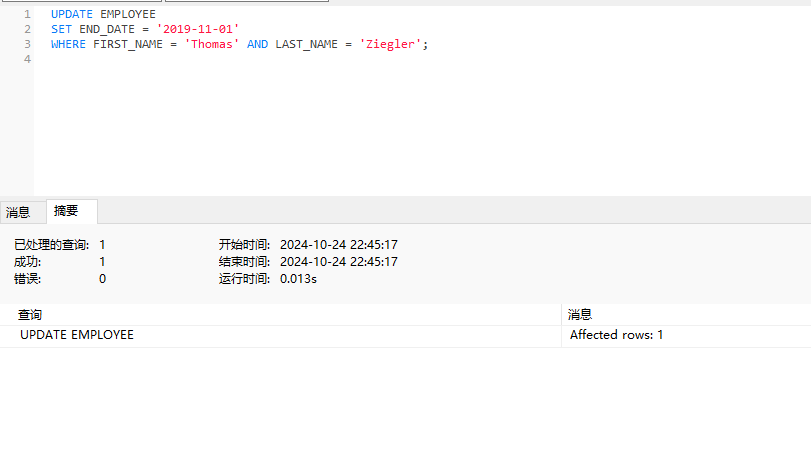 1 UPDATE EMPLOYEE
2 SET END_DATE = '2019-11-01'
3 WHERE FIRST_NAME = 'Thomas' AND LAST_NAME = 'Ziegler';
4
消息 摘要
已处理的查询: 1 开始时间: 2024-10-24 22:45:17
成功: 1 结束时间: 2024-10-24 22:45:17
错误: 0 运行时间: 0.013s
查询 消息
UPDATE EMPLOYEE Affected rows: 1